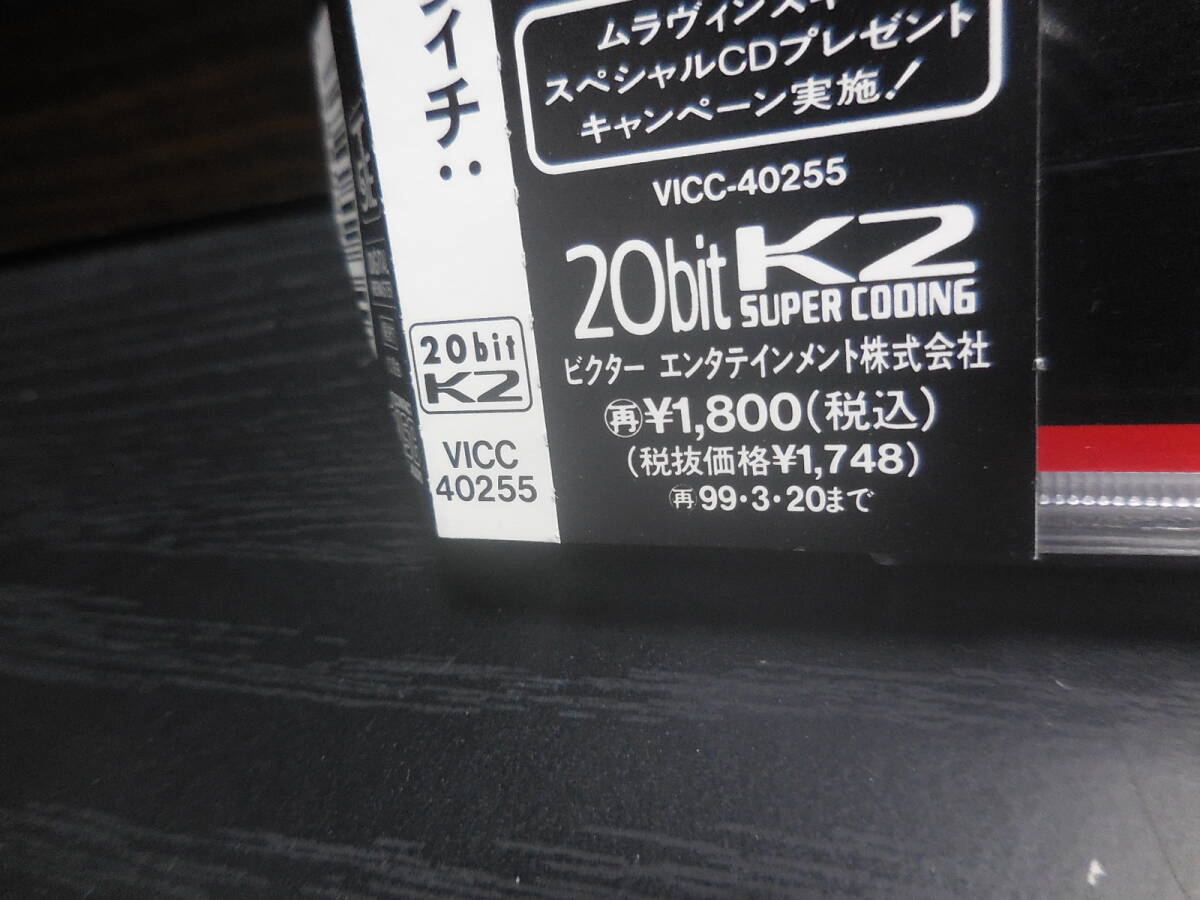 イチ:
ムラヴィンスキ
スペシャルCDプレゼント
キャンペーン実施!
VICC-40255
20bit K2
SUPER CODING
ビクター エンタテインメント株式会社
再¥1,800(税込)
(税抜価格¥1,748)
再99・3・20まで
20bit
K2
VICC
40255